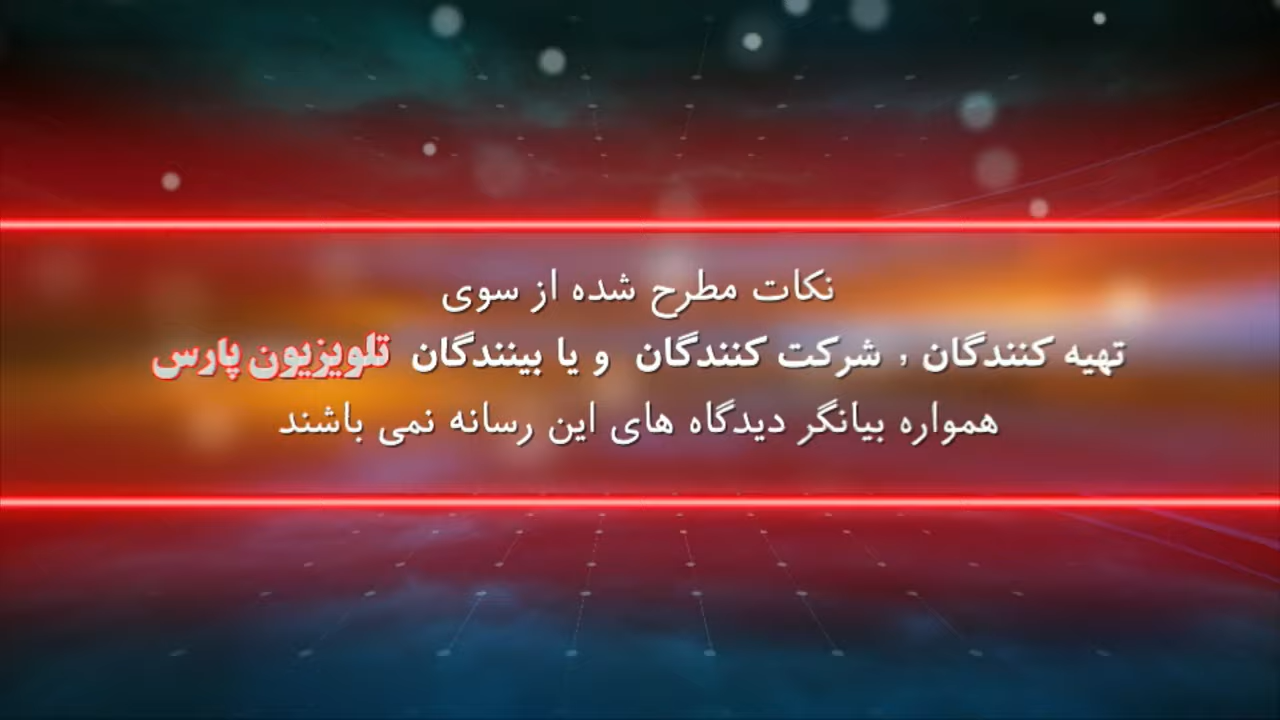 نکات مطرح شده از سوی
تهیه کنندگان , شرکت کنندگان و یا بینندگان تلویزیون پارس
همواره بیانگر دیدگاه های این رسانه نمی باشند